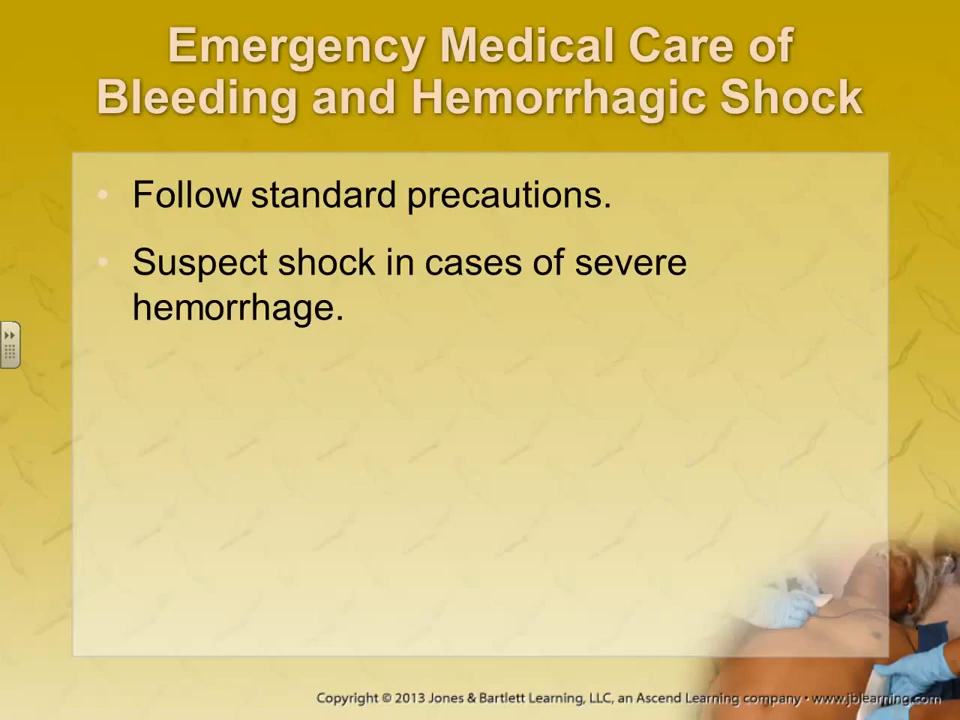 Emergency Medical Care of
Bleeding and Hemorrhagic Shock
• Follow standard precautions.
• Suspect shock in cases of severe
hemorrhage.
Copyright © 2013 Jones & Bartlett Learning, LLC, an Ascend Learning company • www.jblearning.com